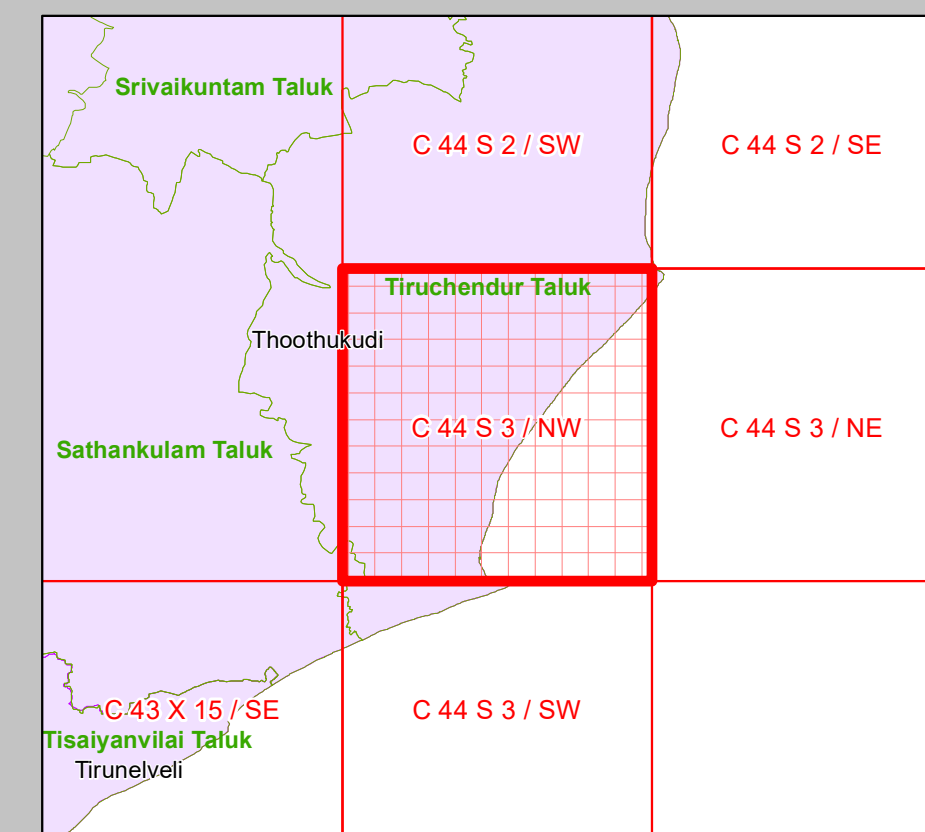 Srivaikuntam Taluk
C 44 S 2 / SW
C 44 S 2 / SE
Tiruchendur Taluk
Thoothukudi
C 44 S 3 / NW
C 44 S 3 / NE
Sathankulam Taluk
C 43 X 15 / SE
C 44 S 3 / SW
Tisaiyanvilai Taluk
Tirunelveli